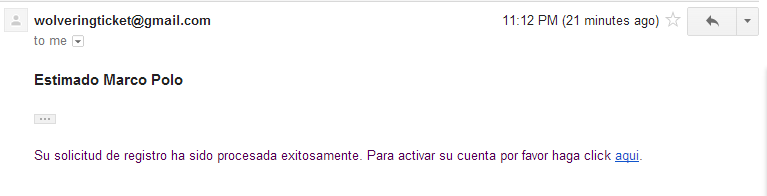 wolveringticket@gmail.com 11:12 PM (21 minutes ago)
to me
Estimado Marco Polo
Su solicitud de registro ha sido procesada exitosamente. Para activar su cuenta por favor haga click aqui.